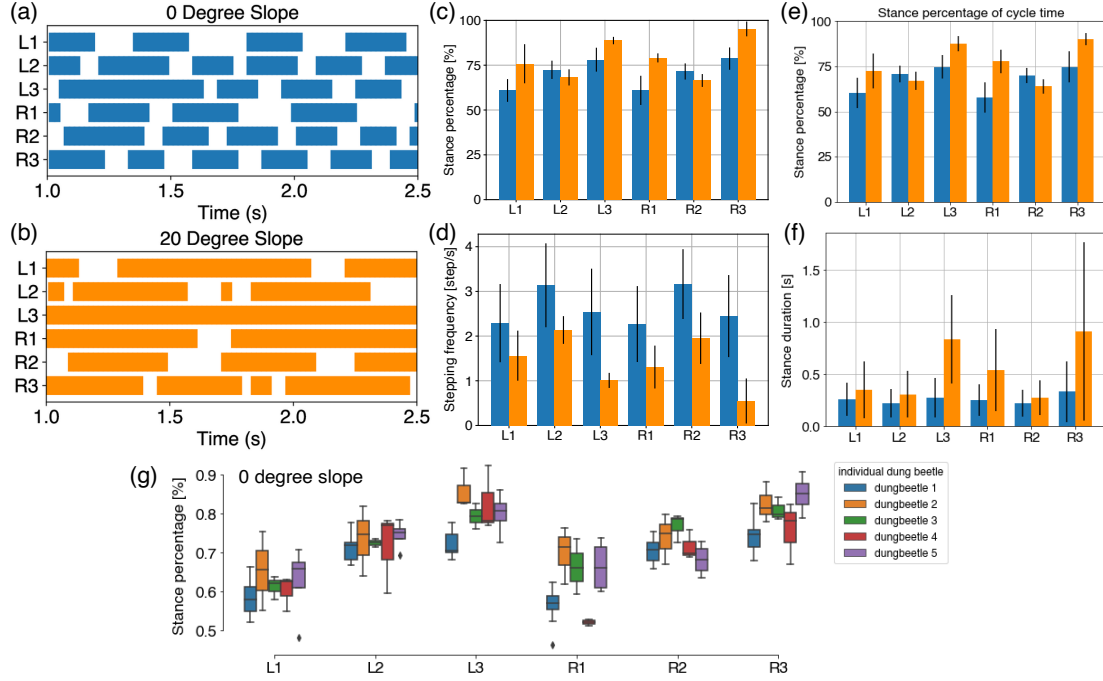 (a)
0 Degree Slope
L1
L2
L3
R1
R2
R3
1.0
1.5
2.0
2.5
Time (s)
(b)
20 Degree Slope
L1
L2
L3
R1
R2
R3
1.0
1.5
2.0
2.5
Time (s)
(c)
Stance percentage [%]
100
75
50
25
0
L1
L2
L3
R1
R2
R3
(d)
Stepping frequency [step/s]
4
3
2
1
0
L1
L2
L3
R1
R2
R3
(e)
Stance percentage of cycle time
Stance percentage [%]
100
75
50
25
0
L1
L2
L3
R1
R2
R3
(f)
Stance duration [s]
1.5
1.0
0.5
0.0
L1
L2
L3
R1
R2
R3
(g)
0 degree slope
Stance percentage [%]
0.9
0.8
0.7
0.6
0.5
L1
L2
L3
R1
R2
R3
individual dung beetle
dungbeetle 1
dungbeetle 2
dungbeetle 3
dungbeetle 4
dungbeetle 5